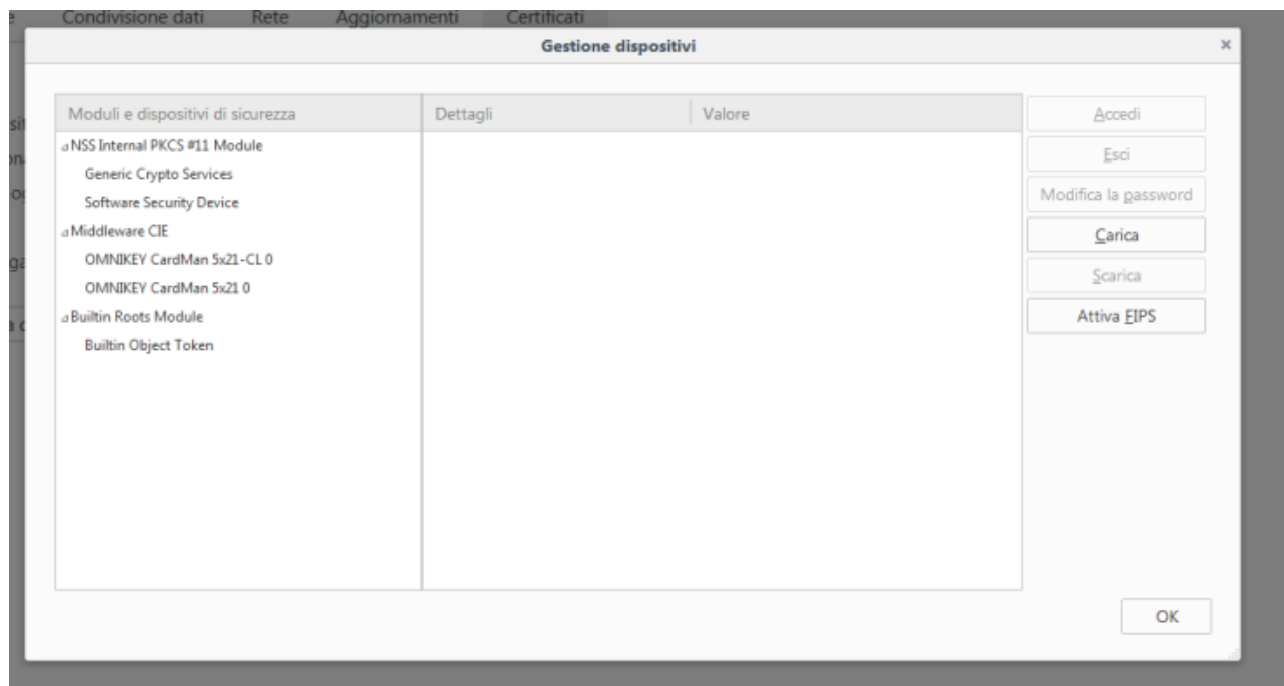 Condivisione dati Rete Aggiornamenti Certificati
Gestione dispositivi
Moduli e dispositivi di sicurezza Dettagli Valore
NSS Internal PKCS #11 Module
Generic Crypto Services
Software Security Device
Middleware CIE
OMNIKEY CardMan 5x21-CL 0
OMNIKEY CardMan 5x21 0
Builtin Roots Module
Builtin Object Token
Accedi
Esci
Modifica la password
Carica
Scarica
Attiva FIPS
OK